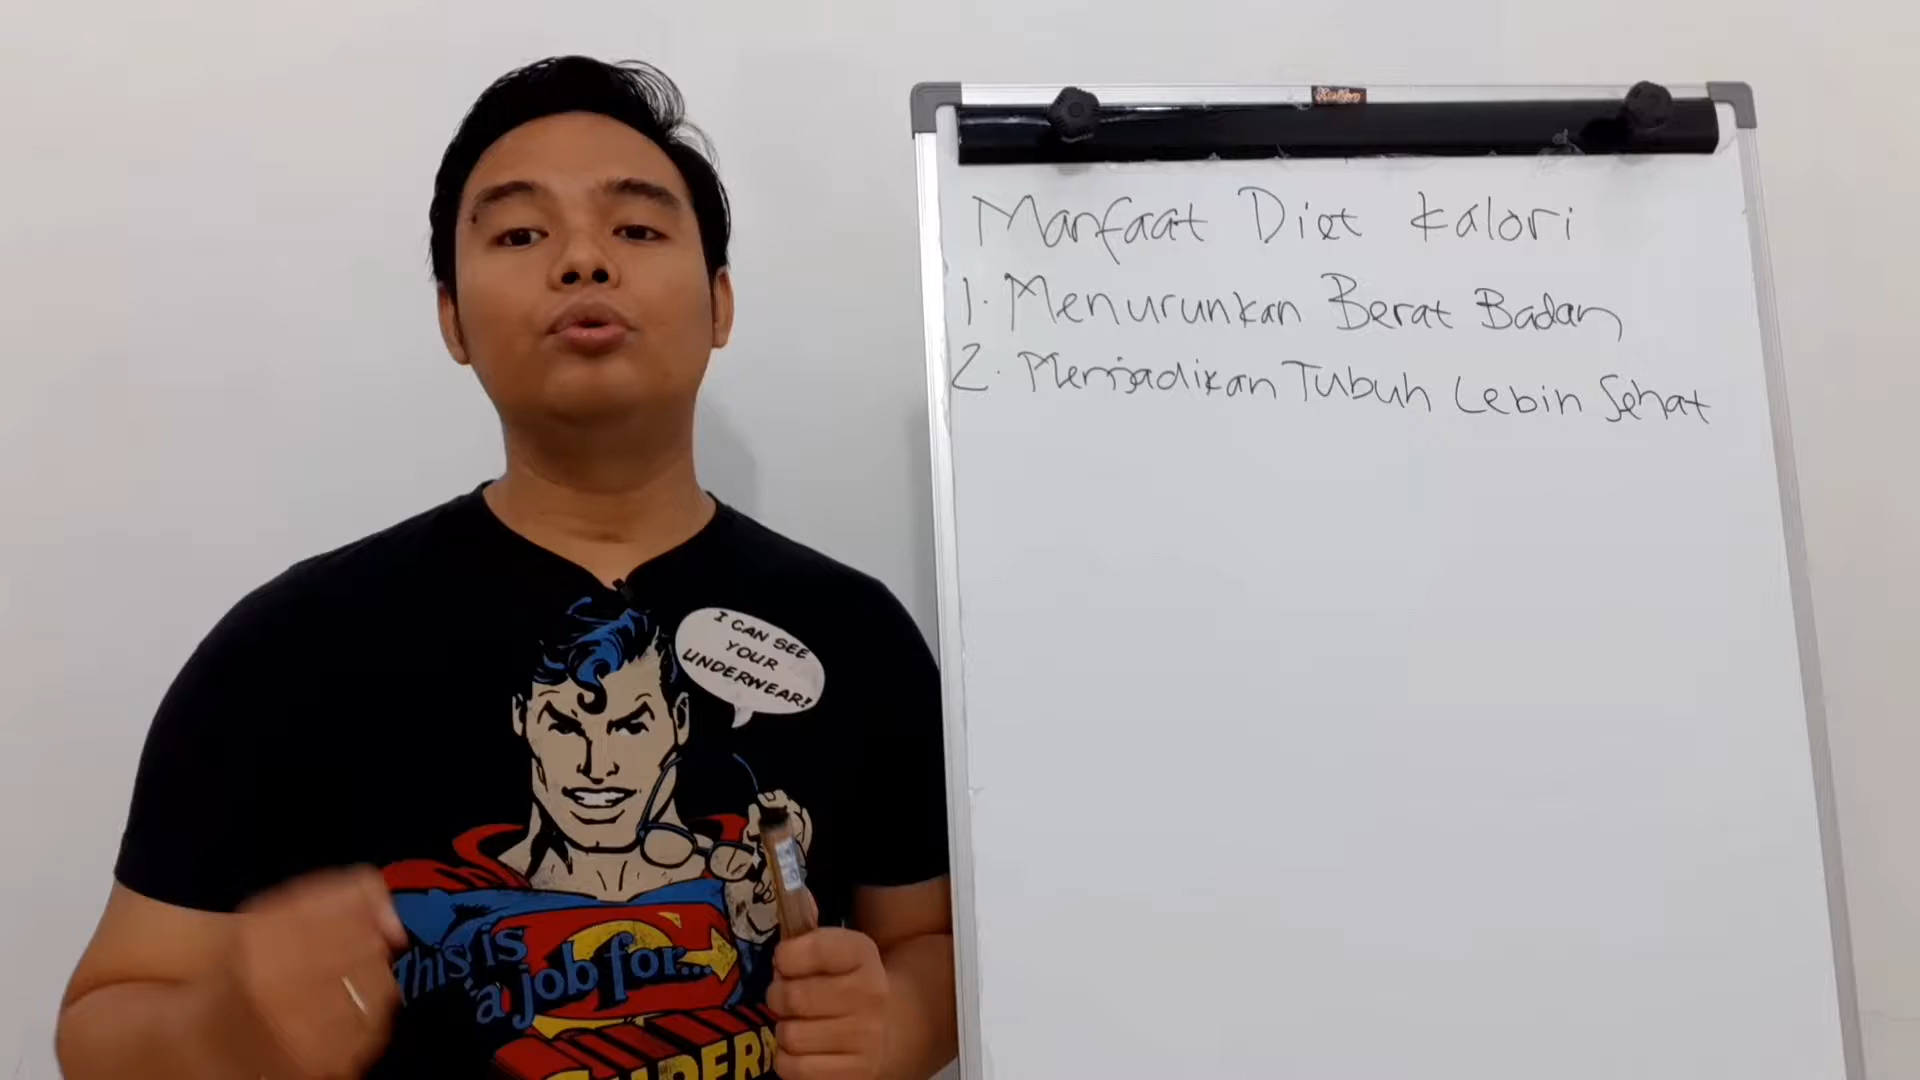 Manfaat Diet Kalori
1. Menurunkan Berat Badan
2. Menjadikan Tubuh Lebih Sehat
I CAN SEE
YOUR
UNDERWEAR!
This is
a job for...
SUPERM